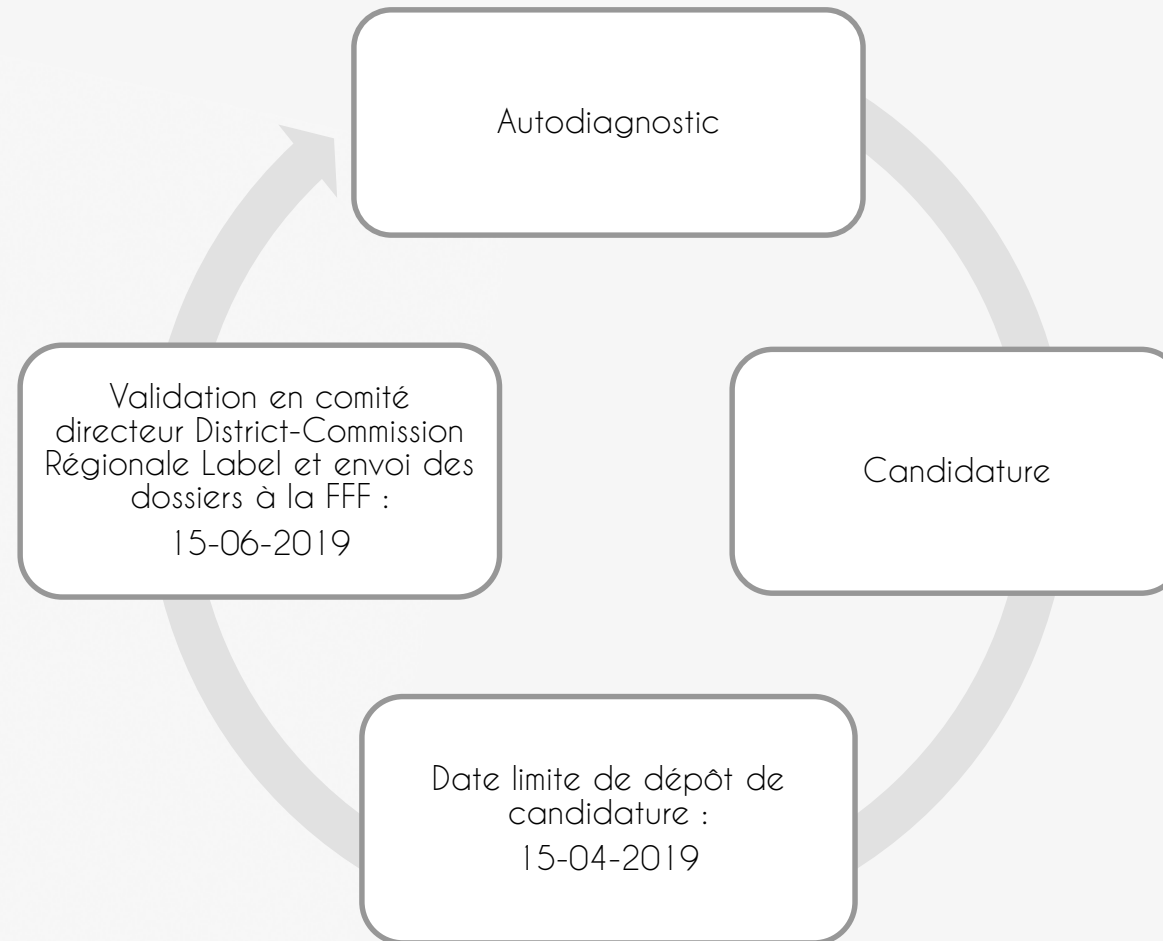 Autodiagnostic
Candidature
Date limite de dépôt de
candidature :
15-04-2019
Validation en comité
directeur District-Commission
Régionale Label et envoi des
dossiers à la FFF :
15-06-2019